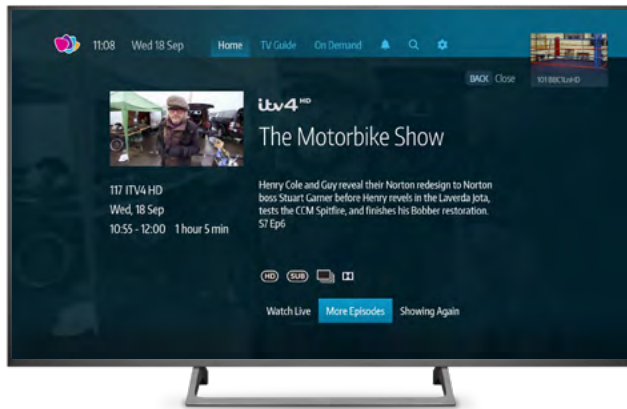 11:08 Wed 18 Sep Home TV Guide On Demand
BACK Close
101 BBC1LonHD
itv4 HD
The Motorbike Show
117 ITV4 HD
Wed, 18 Sep
10:55 - 12:00 1 hour 5 min
Henry Cole and Guy reveal their Norton redesign to Norton
boss Stuart Garner before Henry revels in the Laverda Jota,
tests the CCM Spitfire, and finishes his Bobber restoration.
S7 Ep6
HD SUB
Watch Live More Episodes Showing Again